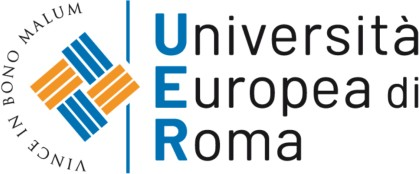 VINCE IN BONO MALUM
Università
Europea di
Roma